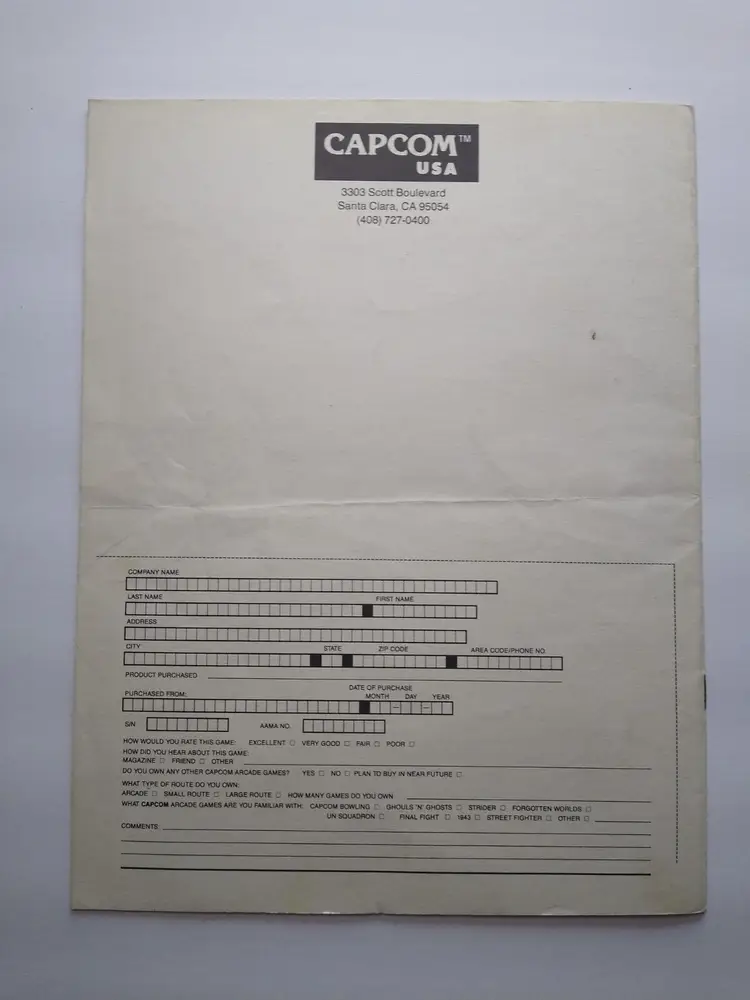 CAPCOM™
USA
3303 Scott Boulevard
Santa Clara, CA 95054
(408) 727-0400
COMPANY NAME
LAST NAME FIRST NAME
ADDRESS
CITY STATE ZIP CODE AREA CODE/PHONE NO.
PRODUCT PURCHASED
DATE OF PURCHASE
PURCHASED FROM: MONTH DAY YEAR
S/N AAMA NO.
HOW WOULD YOU RATE THIS GAME: EXCELLENT □ VERY GOOD □ FAIR □ POOR □
HOW DID YOU HEAR ABOUT THIS GAME:
MAGAZINE □ FRIEND □ OTHER
DO YOU OWN ANY OTHER CAPCOM ARCADE GAMES? YES □ NO □ PLAN TO BUY IN NEAR FUTURE □
WHAT TYPE OF ROUTE DO YOU OWN:
ARCADE □ SMALL ROUTE □ LARGE ROUTE □ HOW MANY GAMES DO YOU OWN
WHAT CAPCOM ARCADE GAMES ARE YOU FAMILIAR WITH: CAPCOM BOWLING □ GHOULS 'N' GHOSTS □ STRIDER □ FORGOTTEN WORLDS □
UN SQUADRON □ FINAL FIGHT □ 1943 □ STREET FIGHTER □ OTHER □
COMMENTS: